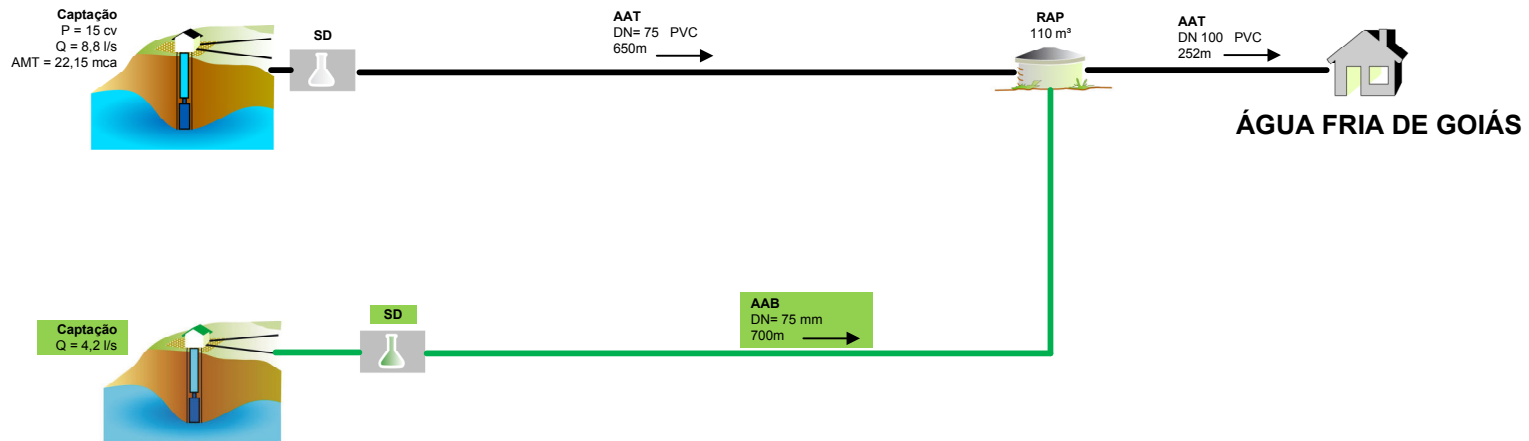 Captação
P = 15 cv
Q = 8,8 l/s
AMT = 22,15 mca
SD
AAT
DN= 75 PVC
650m
RAP
110 m³
AAT
DN 100 PVC
252m
ÁGUA FRIA DE GOIÁS
Captação
Q = 4,2 l/s
SD
AAB
DN= 75 mm
700m